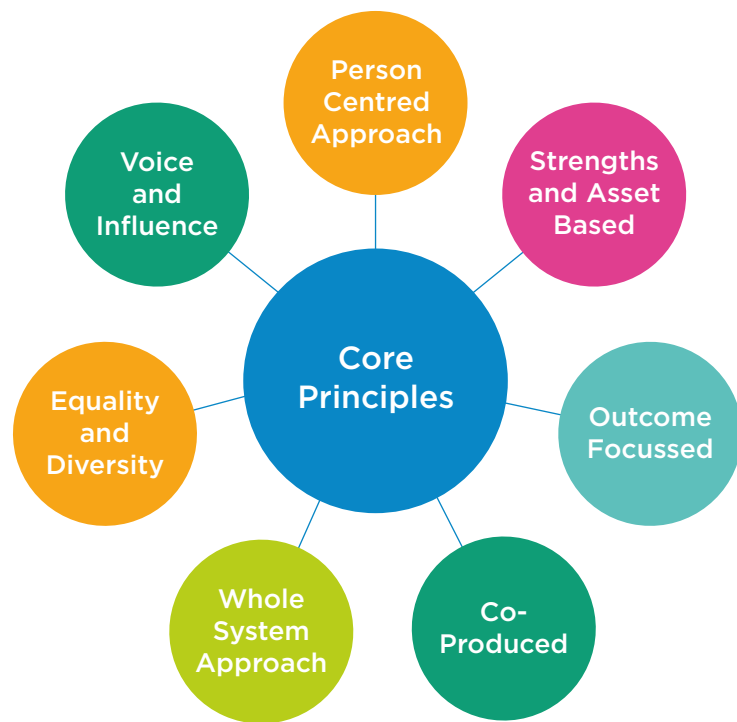 Person
Centred
Approach
Strengths
and Asset
Based
Outcome
Focussed
Co-
Produced
Whole
System
Approach
Equality
and
Diversity
Voice
and
Influence
Core
Principles